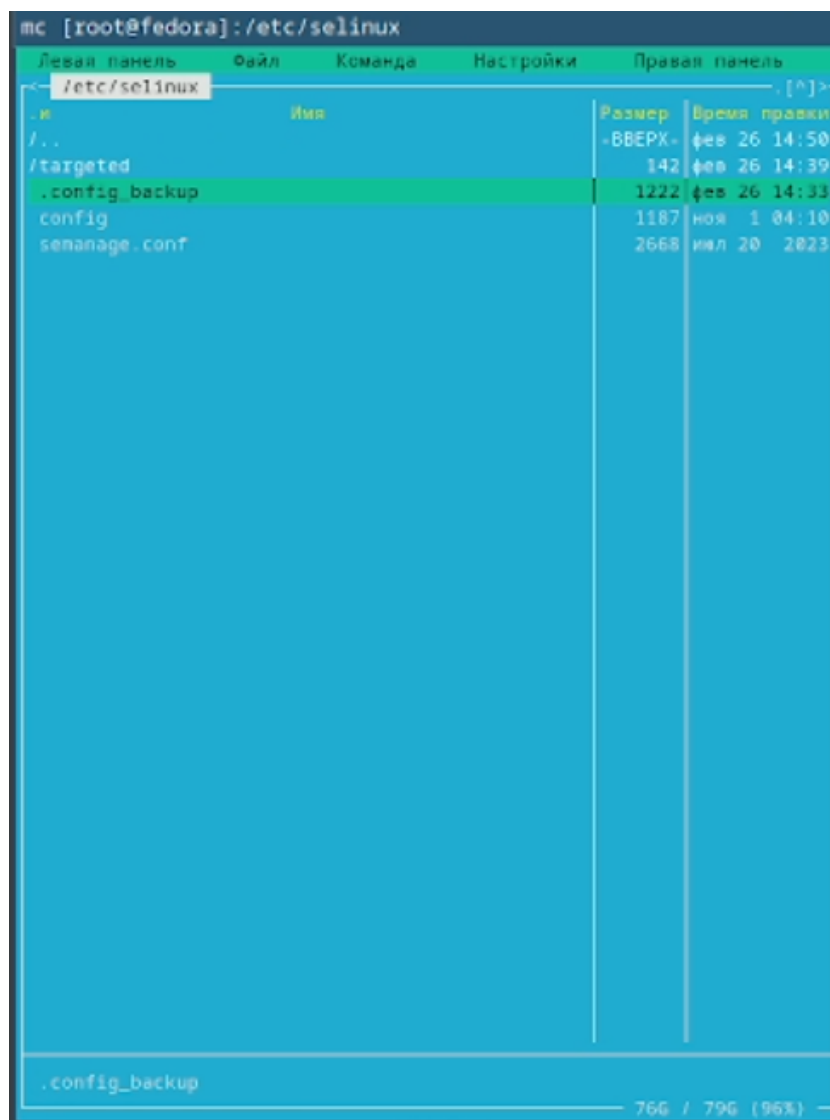 mc [root@fedora]:/etc/selinux
Левая панель Файл Команда Настройки Правая панель
<─ /etc/selinux .[^]>
.и Имя Размер Время правки
/.. -ВВЕРХ- фев 26 14:50
/targeted 142 фев 26 14:39
.config_backup 1222 фев 26 14:33
config 1187 ноя 1 04:10
semanage.conf 2668 июл 20 2023
.config_backup
76G / 79G (96%)